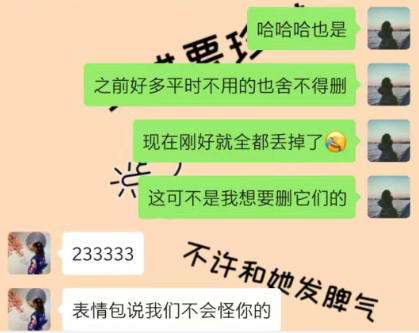 哈哈哈也是
之前好多平时不用的也舍不得删
现在刚好就全都丢掉了
这可不是我想要删它们的
233333
不许和她发脾气
表情包说我们不会怪你的